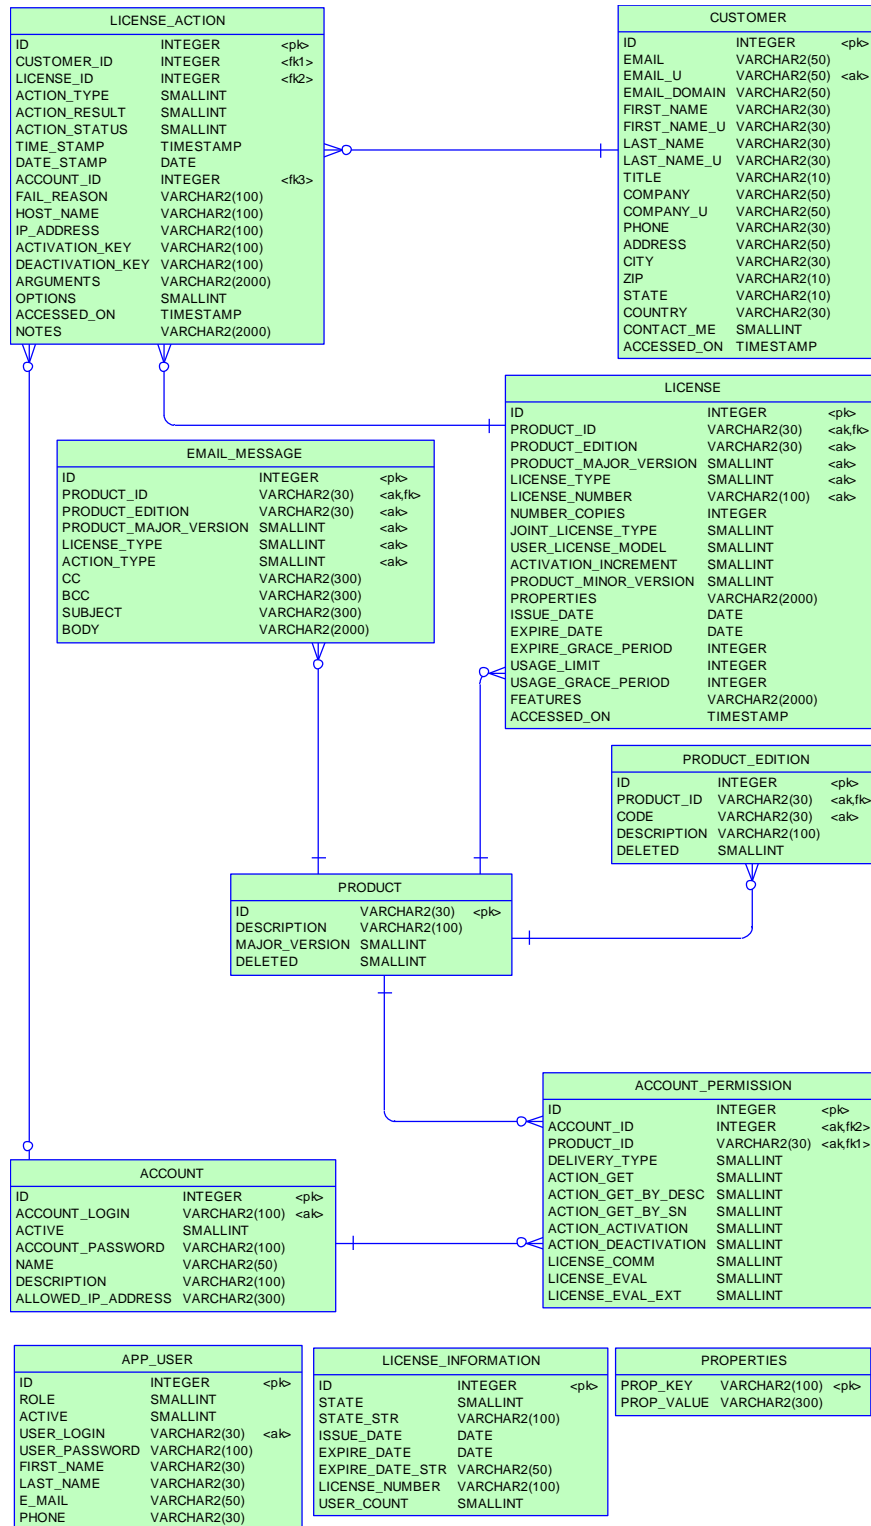 LICENSE_ACTION
ID INTEGER <pk>
CUSTOMER_ID INTEGER <fk1>
LICENSE_ID INTEGER <fk2>
ACTION_TYPE SMALLINT
ACTION_RESULT SMALLINT
ACTION_STATUS SMALLINT
TIME_STAMP TIMESTAMP
DATE_STAMP DATE
ACCOUNT_ID INTEGER <fk3>
FAIL_REASON VARCHAR2(100)
HOST_NAME VARCHAR2(100)
IP_ADDRESS VARCHAR2(100)
ACTIVATION_KEY VARCHAR2(100)
DEACTIVATION_KEY VARCHAR2(100)
ARGUMENTS VARCHAR2(2000)
OPTIONS SMALLINT
ACCESSED_ON TIMESTAMP
NOTES VARCHAR2(2000)
CUSTOMER
ID INTEGER <pk>
EMAIL VARCHAR2(50)
EMAIL_U VARCHAR2(50) <ak>
EMAIL_DOMAIN VARCHAR2(50)
FIRST_NAME VARCHAR2(30)
FIRST_NAME_U VARCHAR2(30)
LAST_NAME VARCHAR2(30)
LAST_NAME_U VARCHAR2(30)
TITLE VARCHAR2(10)
COMPANY VARCHAR2(50)
COMPANY_U VARCHAR2(50)
PHONE VARCHAR2(30)
ADDRESS VARCHAR2(50)
CITY VARCHAR2(30)
ZIP VARCHAR2(10)
STATE VARCHAR2(10)
COUNTRY VARCHAR2(30)
CONTACT_ME SMALLINT
ACCESSED_ON TIMESTAMP
LICENSE
ID INTEGER <pk>
PRODUCT_ID VARCHAR2(30) <ak,fk>
PRODUCT_EDITION VARCHAR2(30) <ak>
PRODUCT_MAJOR_VERSION SMALLINT <ak>
LICENSE_TYPE SMALLINT <ak>
LICENSE_NUMBER VARCHAR2(100) <ak>
NUMBER_COPIES INTEGER
JOINT_LICENSE_TYPE SMALLINT
USER_LICENSE_MODEL SMALLINT
ACTIVATION_INCREMENT SMALLINT
PRODUCT_MINOR_VERSION SMALLINT
PROPERTIES VARCHAR2(2000)
ISSUE_DATE DATE
EXPIRE_DATE DATE
EXPIRE_GRACE_PERIOD INTEGER
USAGE_LIMIT INTEGER
USAGE_GRACE_PERIOD INTEGER
FEATURES VARCHAR2(2000)
ACCESSED_ON TIMESTAMP
EMAIL_MESSAGE
ID INTEGER <pk>
PRODUCT_ID VARCHAR2(30) <ak,fk>
PRODUCT_EDITION VARCHAR2(30) <ak>
PRODUCT_MAJOR_VERSION SMALLINT <ak>
LICENSE_TYPE SMALLINT <ak>
ACTION_TYPE SMALLINT <ak>
CC VARCHAR2(300)
BCC VARCHAR2(300)
SUBJECT VARCHAR2(300)
BODY VARCHAR2(2000)
PRODUCT_EDITION
ID INTEGER <pk>
PRODUCT_ID VARCHAR2(30) <ak,fk>
CODE VARCHAR2(30) <ak>
DESCRIPTION VARCHAR2(100)
DELETED SMALLINT
PRODUCT
ID VARCHAR2(30) <pk>
DESCRIPTION VARCHAR2(100)
MAJOR_VERSION SMALLINT
DELETED SMALLINT
ACCOUNT_PERMISSION
ID INTEGER <pk>
ACCOUNT_ID INTEGER <ak,fk2>
PRODUCT_ID VARCHAR2(30) <ak,fk1>
DELIVERY_TYPE SMALLINT
ACTION_GET SMALLINT
ACTION_GET_BY_DESC SMALLINT
ACTION_GET_BY_SN SMALLINT
ACTION_ACTIVATION SMALLINT
ACTION_DEACTIVATION SMALLINT
LICENSE_COMM SMALLINT
LICENSE_EVAL SMALLINT
LICENSE_EVAL_EXT SMALLINT
ACCOUNT
ID INTEGER <pk>
ACCOUNT_LOGIN VARCHAR2(100) <ak>
ACTIVE SMALLINT
ACCOUNT_PASSWORD VARCHAR2(100)
NAME VARCHAR2(50)
DESCRIPTION VARCHAR2(100)
ALLOWED_IP_ADDRESS VARCHAR2(300)
APP_USER
ID INTEGER <pk>
ROLE SMALLINT
ACTIVE SMALLINT
USER_LOGIN VARCHAR2(30) <ak>
USER_PASSWORD VARCHAR2(100)
FIRST_NAME VARCHAR2(30)
LAST_NAME VARCHAR2(30)
E_MAIL VARCHAR2(50)
PHONE VARCHAR2(30)
LICENSE_INFORMATION
ID INTEGER <pk>
STATE SMALLINT
STATE_STR VARCHAR2(100)
ISSUE_DATE DATE
EXPIRE_DATE DATE
EXPIRE_DATE_STR VARCHAR2(50)
LICENSE_NUMBER VARCHAR2(100)
USER_COUNT SMALLINT
PROPERTIES
PROP_KEY VARCHAR2(100) <pk>
PROP_VALUE VARCHAR2(300)